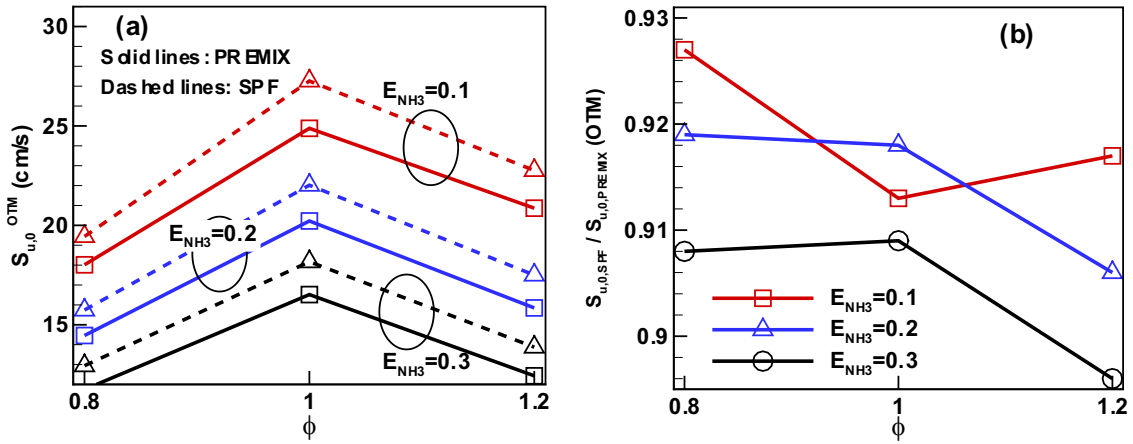 (a)
Solid lines: PREMIX
Dashed lines: SPF
E_NH3=0.1
E_NH3=0.2
E_NH3=0.3
S_u,0^OTM (cm/s)
30
25
20
15
0.8
1
1.2
ϕ
(b)
S_u,0,SPF / S_u,0,PREMIX (OTM)
0.93
0.92
0.91
0.9
E_NH3=0.1
E_NH3=0.2
E_NH3=0.3
0.8
1
1.2
ϕ